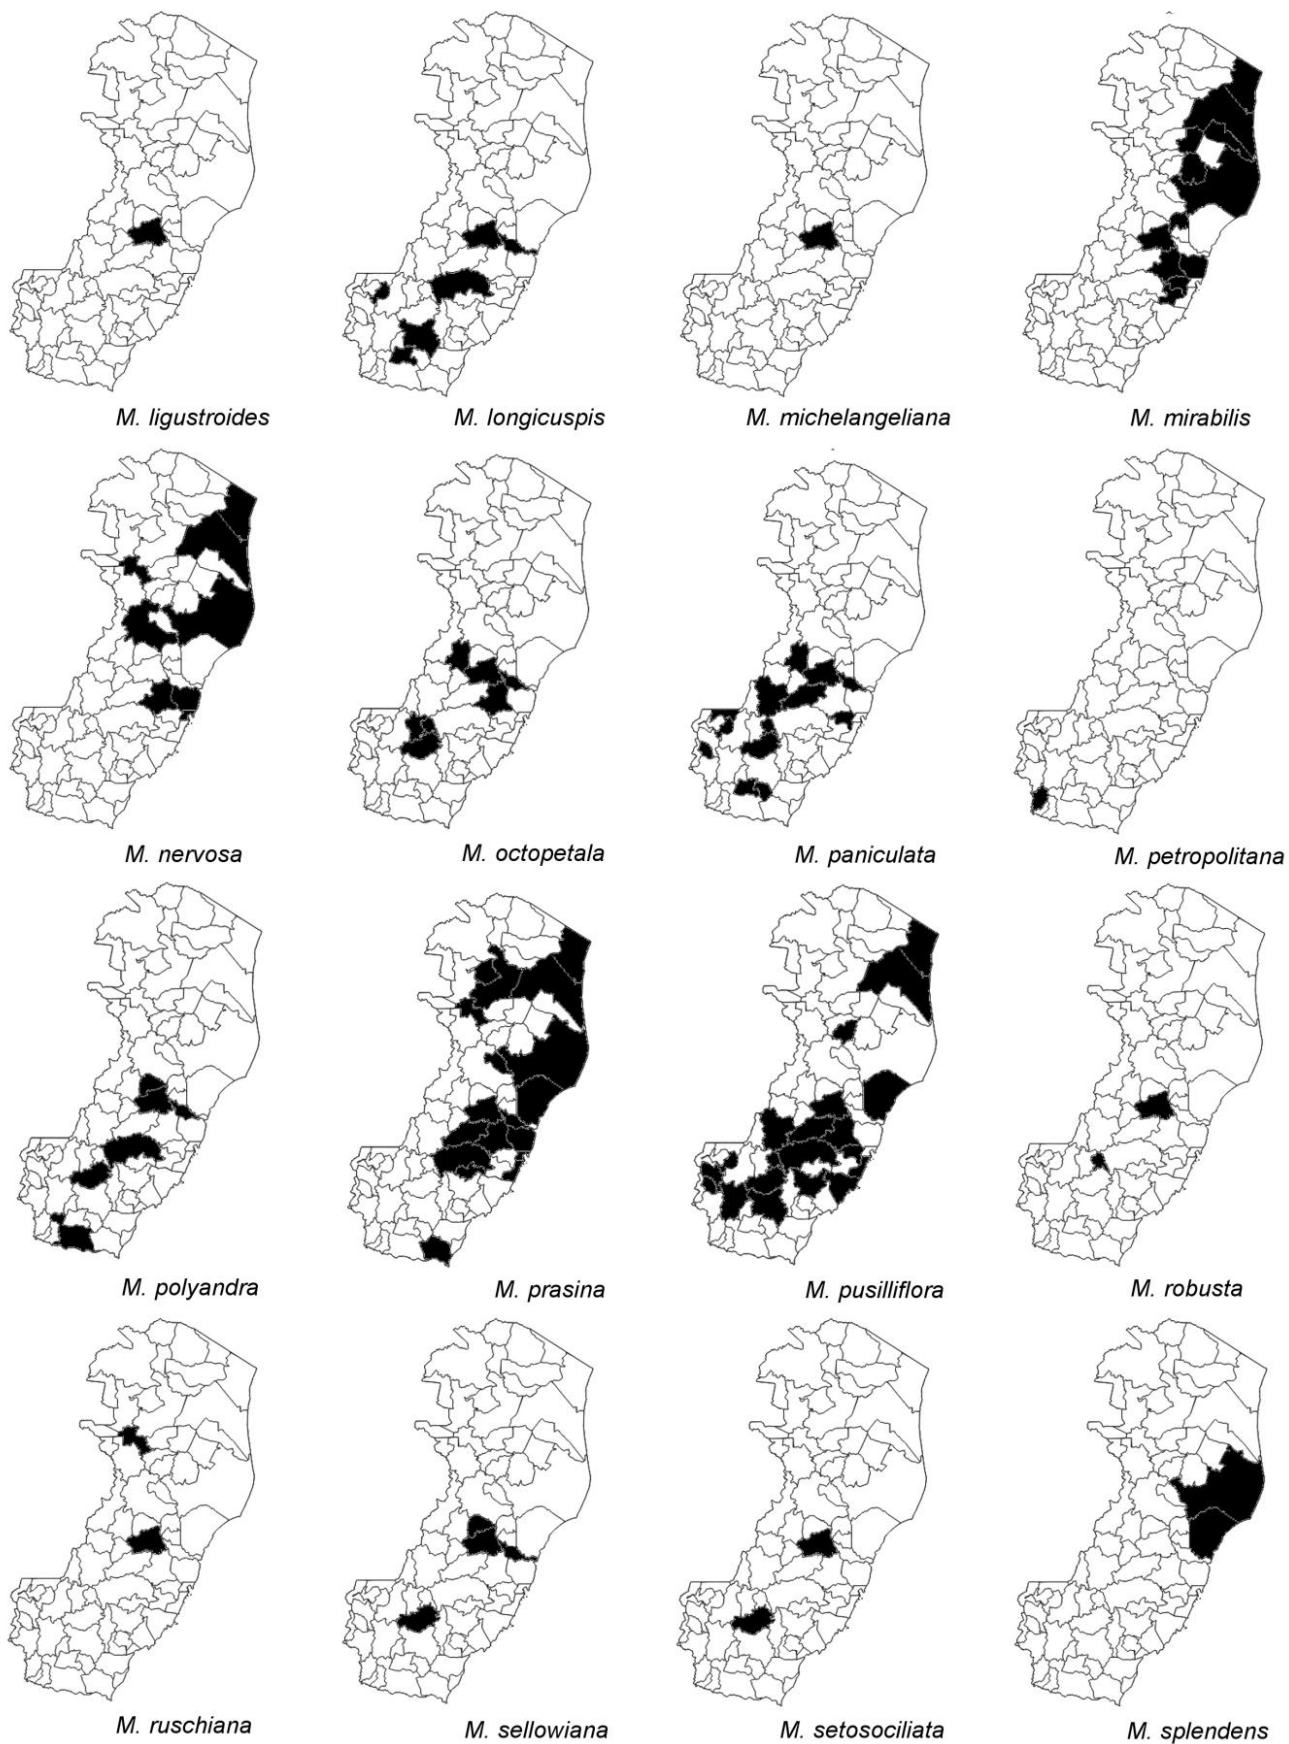 M. ligustroides
M. longicuspis
M. michelangeliana
M. mirabilis
M. nervosa
M. octopetala
M. paniculata
M. petropolitana
M. polyandra
M. prasina
M. pusilliflora
M. robusta
M. ruschiana
M. sellowiana
M. setosociliata
M. splendens